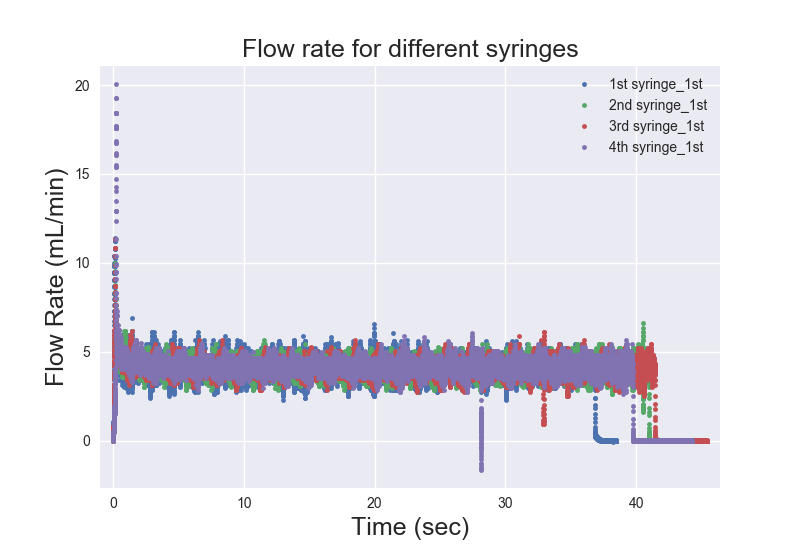 Flow rate for different syringes
1st syringe_1st
2nd syringe_1st
3rd syringe_1st
4th syringe_1st
Flow Rate (mL/min)
20
15
10
5
0
0 10 20 30 40
Time (sec)